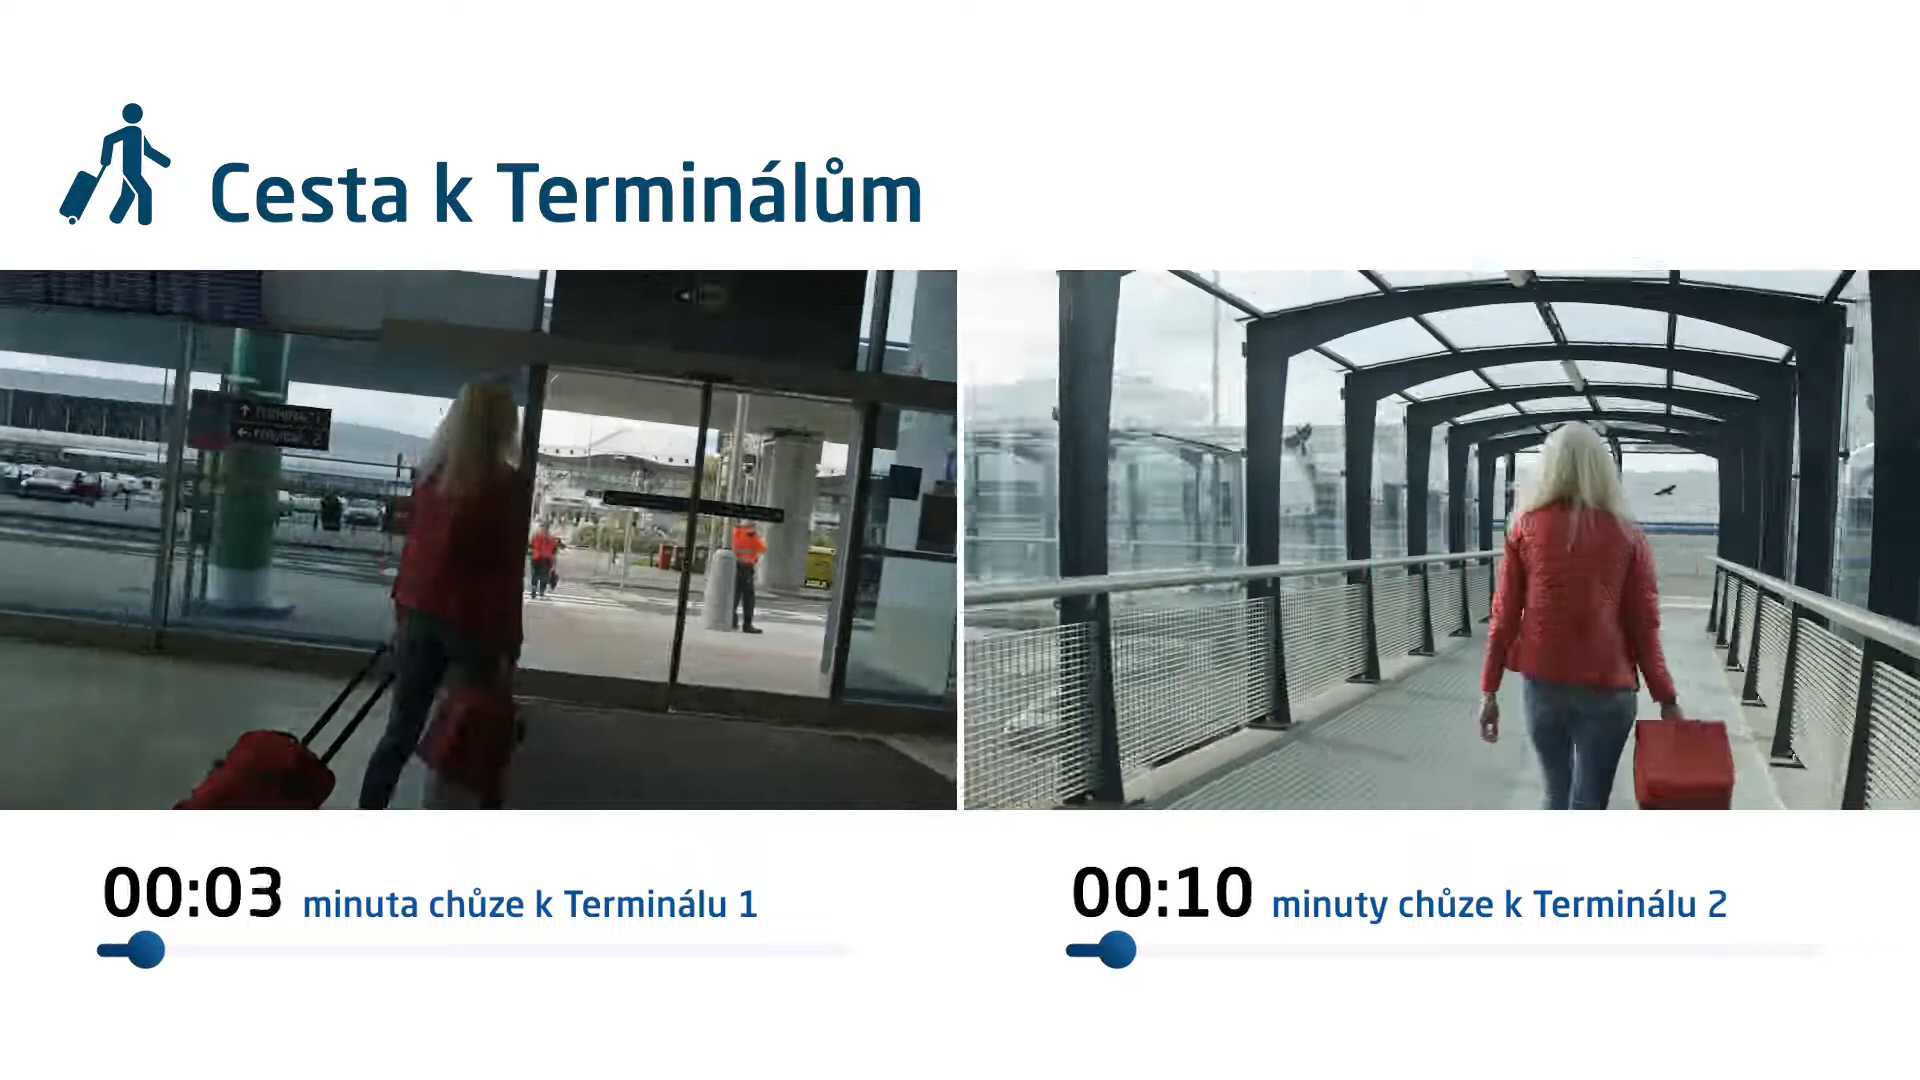 Cesta k Terminálům
00:03 minuta chůze k Terminálu 1
00:10 minuty chůze k Terminálu 2